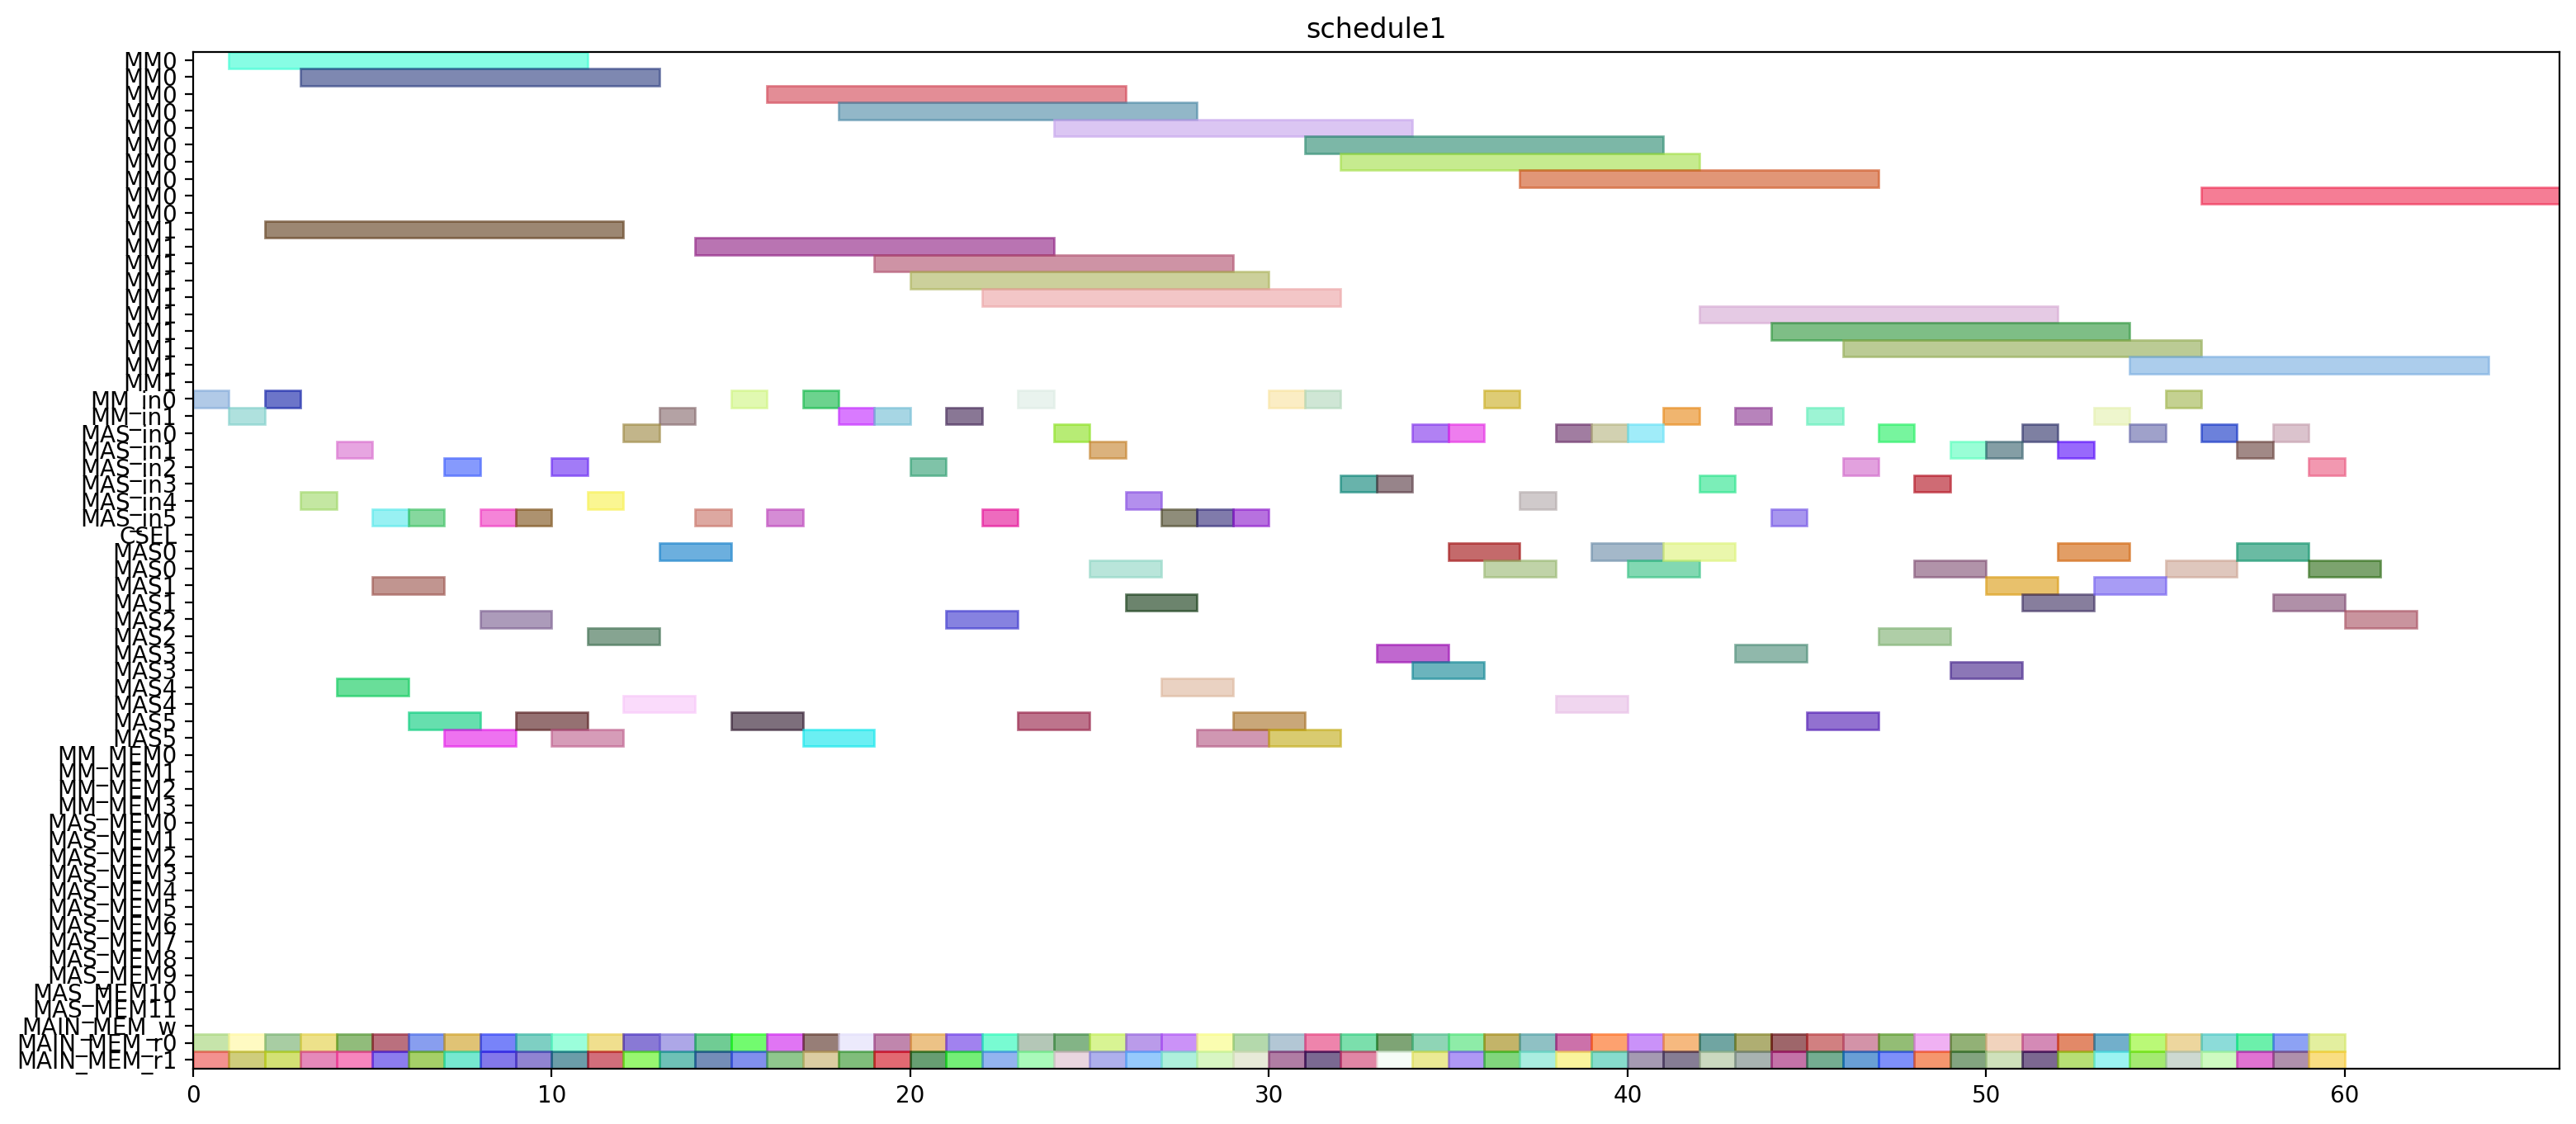 schedule1
MM0
MM0
MM0
MM0
MM0
MM0
MM0
MM0
MM0
MM0
MM1
MM1
MM1
MM1
MM1
MM1
MM1
MM1
MM1
MM1
MM_in0
MM_in1
MAS_in0
MAS_in1
MAS_in2
MAS_in3
MAS_in4
MAS_in5
CSEL
MAS0
MAS0
MAS1
MAS1
MAS2
MAS2
MAS3
MAS3
MAS4
MAS4
MAS5
MAS5
MM_MEM0
MM_MEM1
MM_MEM2
MM_MEM3
MAS_MEM0
MAS_MEM1
MAS_MEM2
MAS_MEM3
MAS_MEM4
MAS_MEM5
MAS_MEM6
MAS_MEM7
MAS_MEM8
MAS_MEM9
MAS_MEM10
MAS_MEM11
MAIN_MEM_w
MAIN_MEM_r0
MAIN_MEM_r1
0 10 20 30 40 50 60